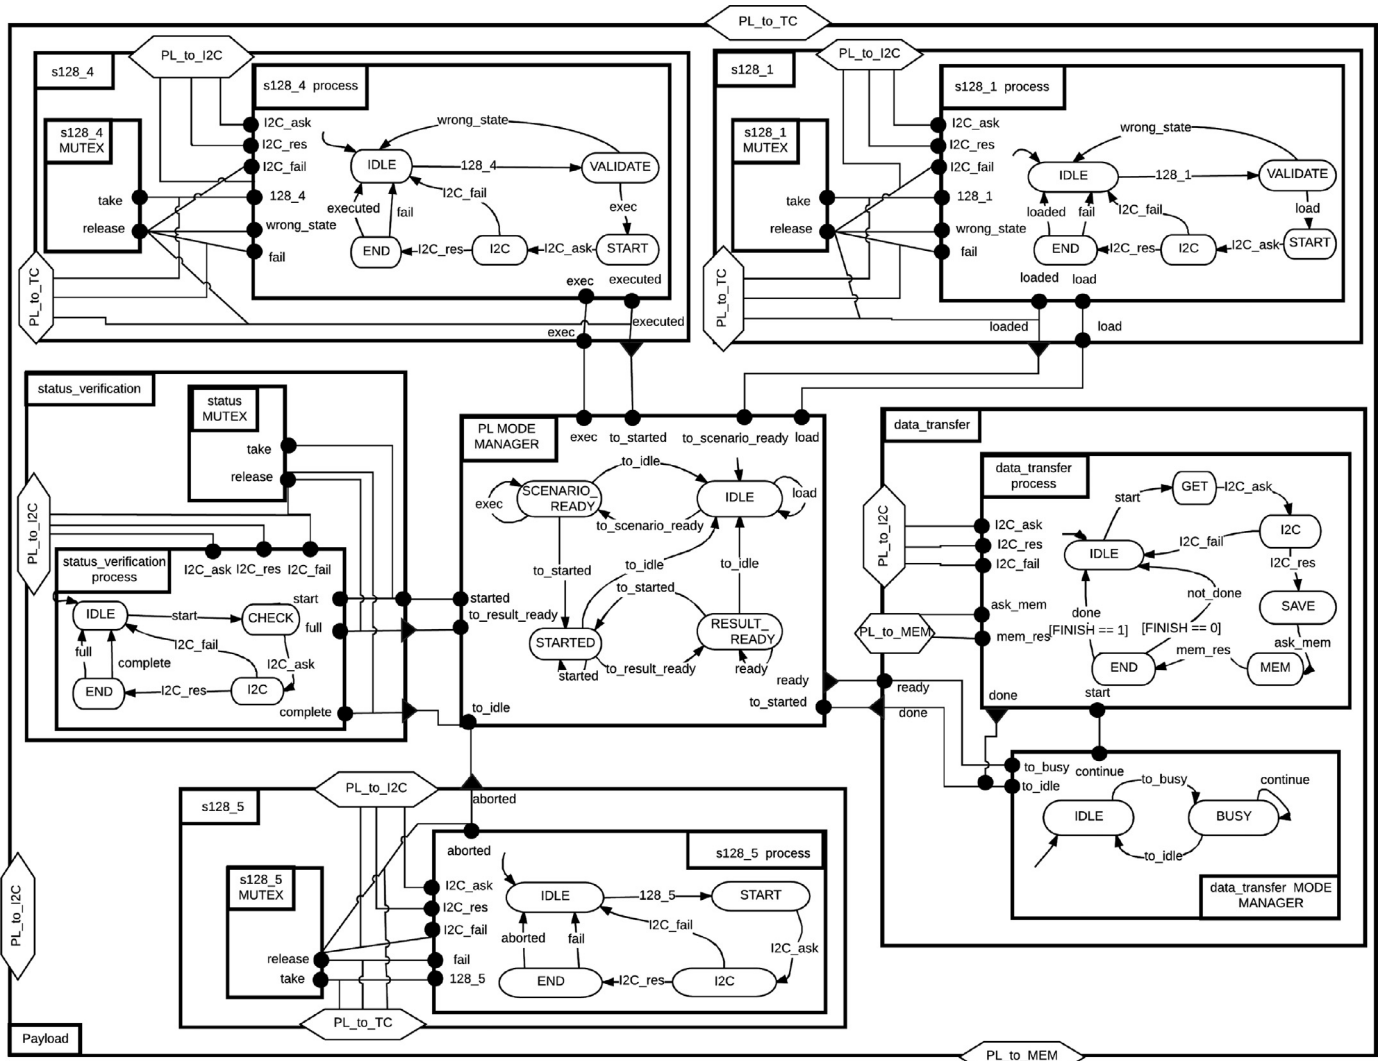 PL_to_TC
PL_to_I2C
s128_4
s128_4 process
s128_4
MUTEX
take
release
I2C_ask
I2C_res
I2C_fail
128_4
wrong_state
fail
wrong_state
IDLE
128_4
VALIDATE
I2C_fail
exec
executed
fail
END
I2C_res
I2C
I2C_ask
START
exec
executed
PL_to_TC
exec
executed
PL_to_I2C
s128_1
s128_1 process
s128_1
MUTEX
take
release
I2C_ask
I2C_res
I2C_fail
128_1
wrong_state
fail
wrong_state
IDLE
128_1
VALIDATE
loaded
fail
I2C_fail
load
END
I2C_res
I2C
I2C_ask
START
loaded
load
PL_to_TC
loaded
load
status_verification
status
MUTEX
take
release
PL_to_I2C
status_verification
process
I2C_ask
I2C_res
I2C_fail
IDLE
start
CHECK
start
full
full
complete
I2C_fail
I2C_ask
END
I2C_res
I2C
complete
PL MODE
MANAGER
exec
to_started
to_scenario_ready
load
to_idle
SCENARIO_
READY
IDLE
exec
load
to_scenario_ready
to_started
to_idle
to_idle
to_started
started
to_result_ready
STARTED
RESULT_
READY
started
to_result_ready
ready
ready
to_started
to_idle
data_transfer
data_transfer
process
PL_to_I2C
I2C_ask
I2C_res
I2C_fail
ask_mem
mem_res
PL_to_MEM
start
GET
I2C_ask
IDLE
I2C_fail
I2C
I2C_res
not_done
SAVE
done
[FINISH == 1]
[FINISH == 0]
ask_mem
mem_res
END
MEM
ready
done
done
start
to_busy
to_idle
continue
to_busy
continue
IDLE
BUSY
to_idle
data_transfer MODE
MANAGER
PL_to_I2C
s128_5
aborted
aborted
s128_5 process
s128_5
MUTEX
release
take
I2C_ask
I2C_res
I2C_fail
fail
128_5
IDLE
128_5
START
I2C_fail
aborted
fail
I2C_ask
END
I2C_res
I2C
PL_to_TC
PL_to_I2C
Payload
PL_to_MEM